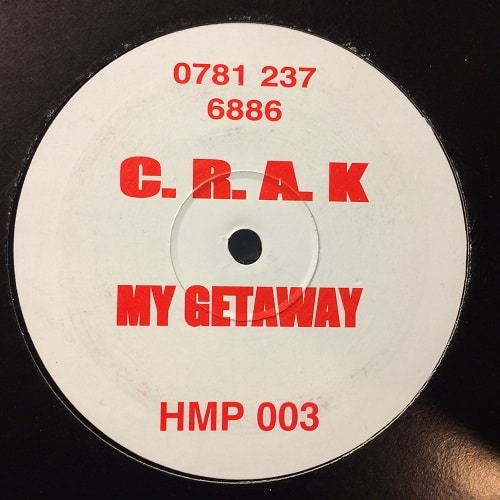 0781 237
6886
C. R. A. K
MY GETAWAY
HMP 003